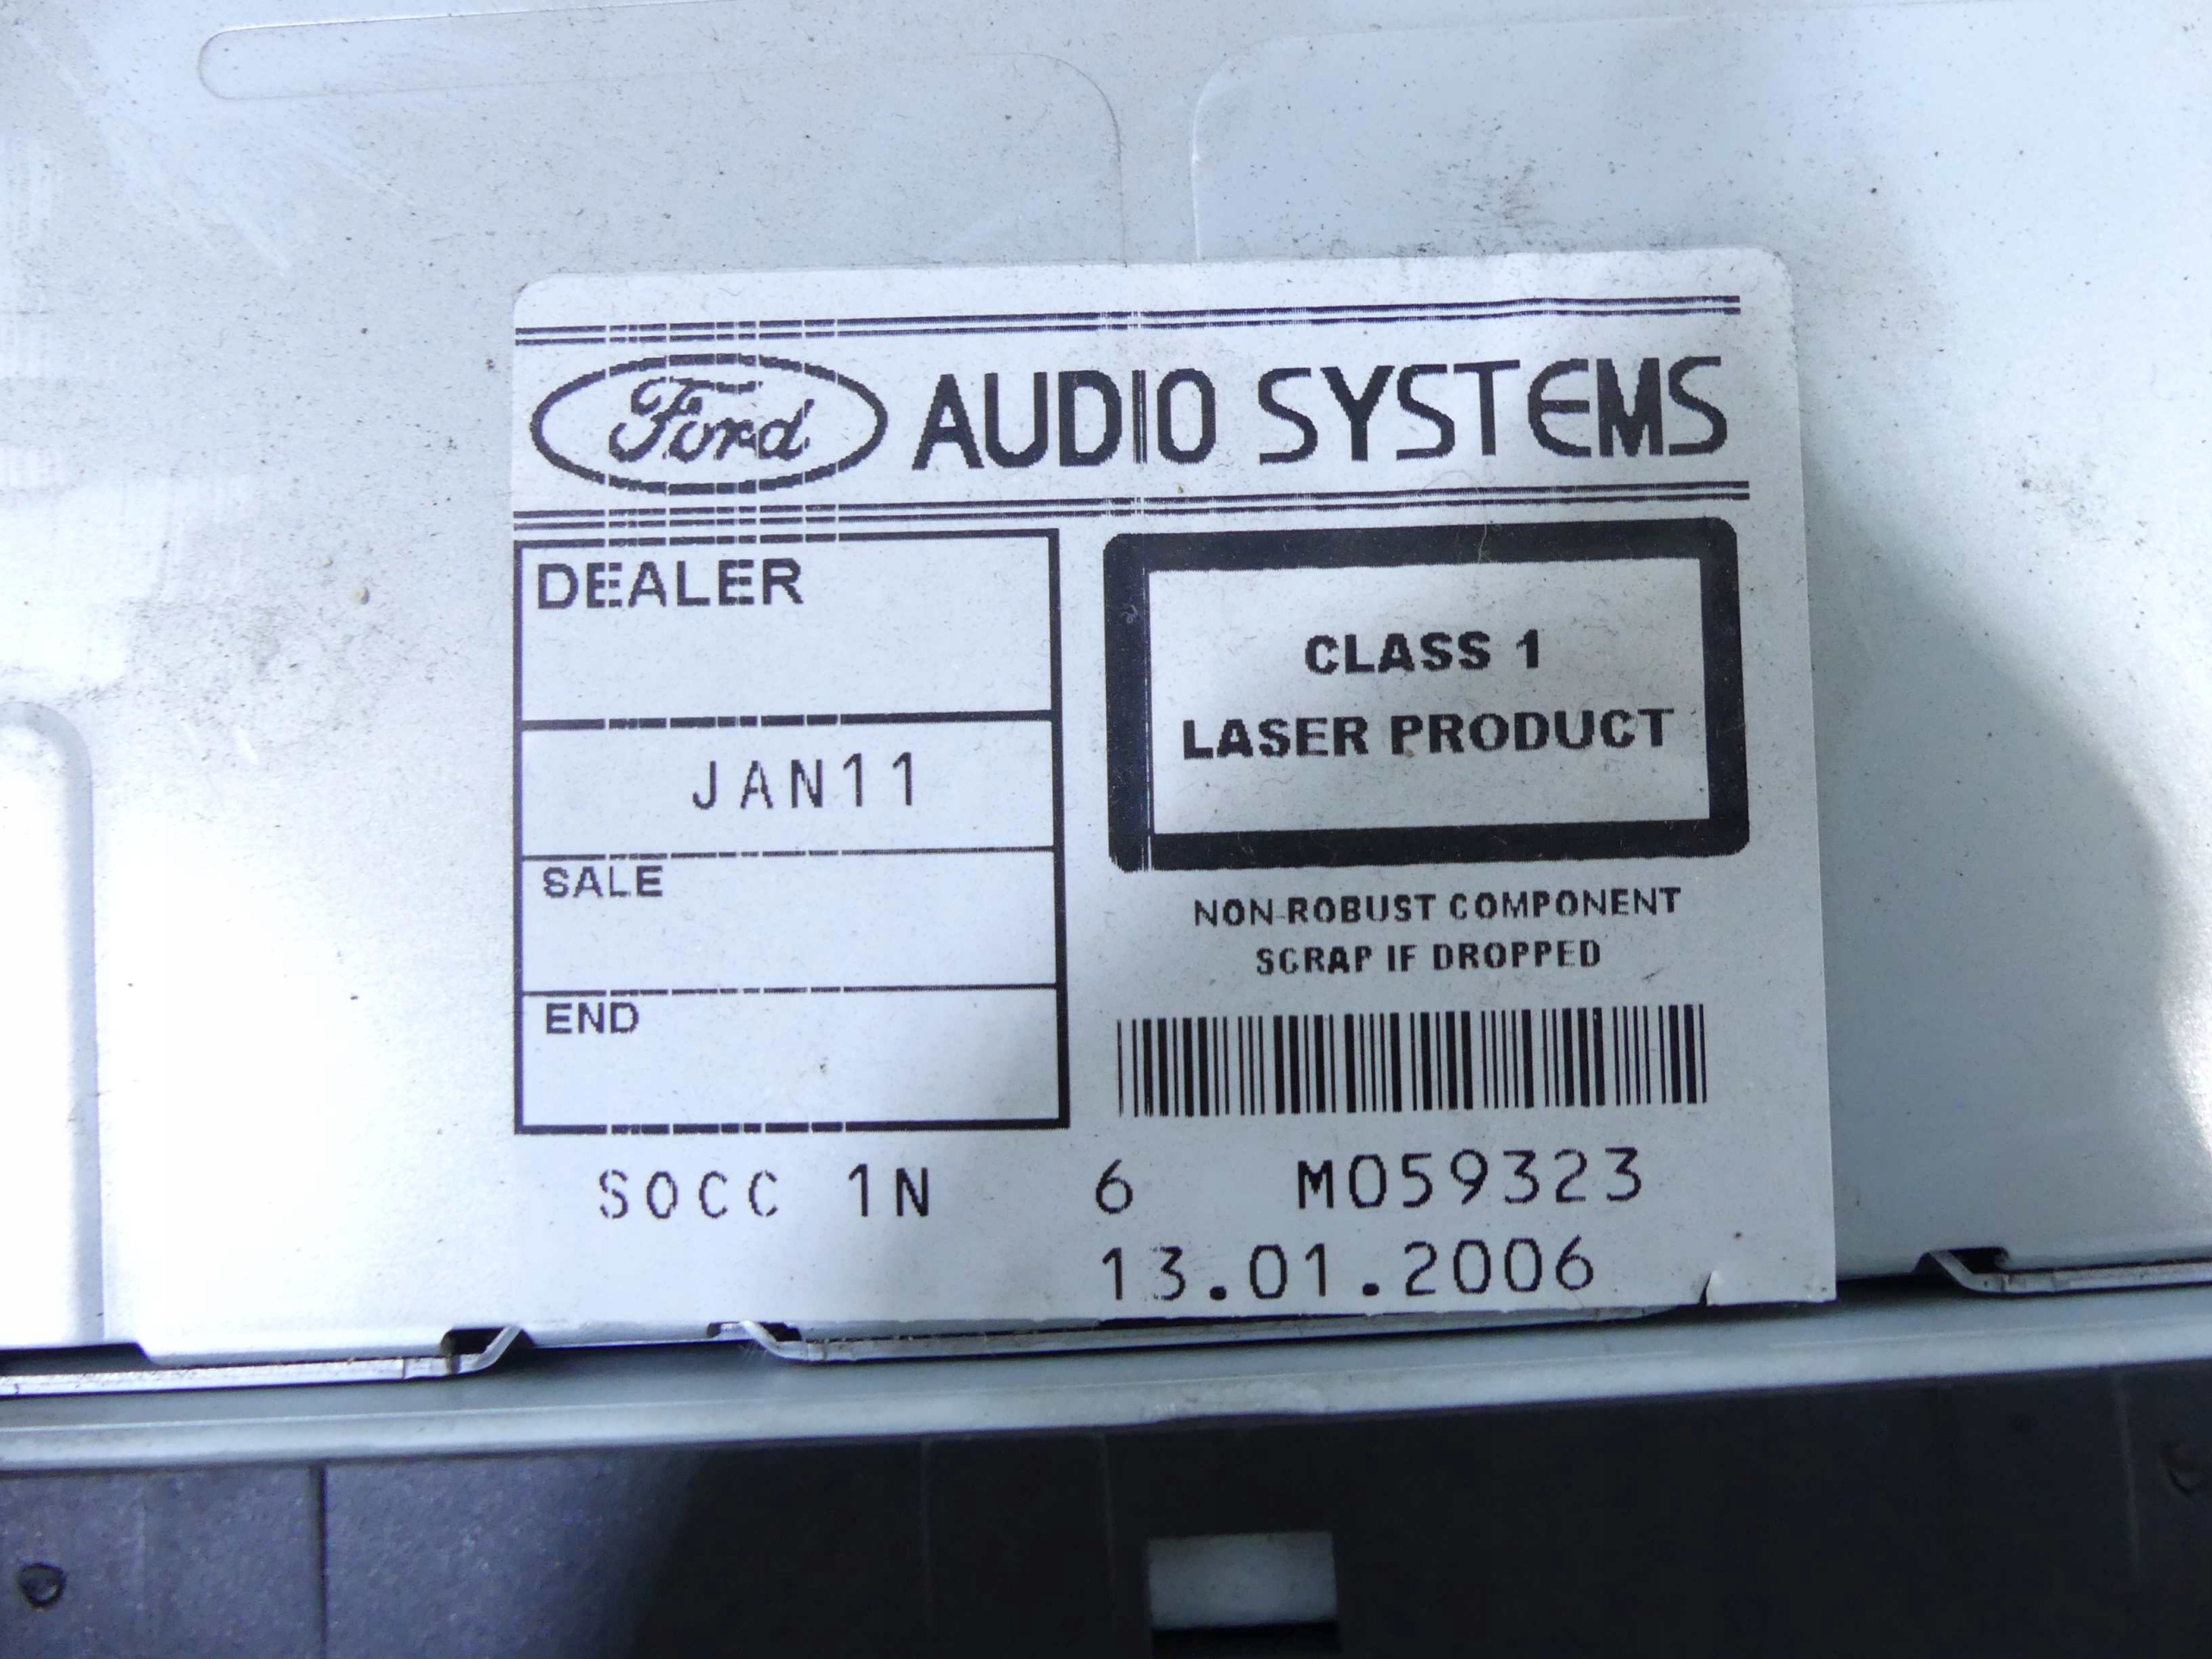 Ford AUDIO SYSTEMS
DEALER
JAN11
SALE
END
CLASS 1
LASER PRODUCT
NON-ROBUST COMPONENT
SCRAP IF DROPPED
SOCC 1N 6 M059323
13.01.2006